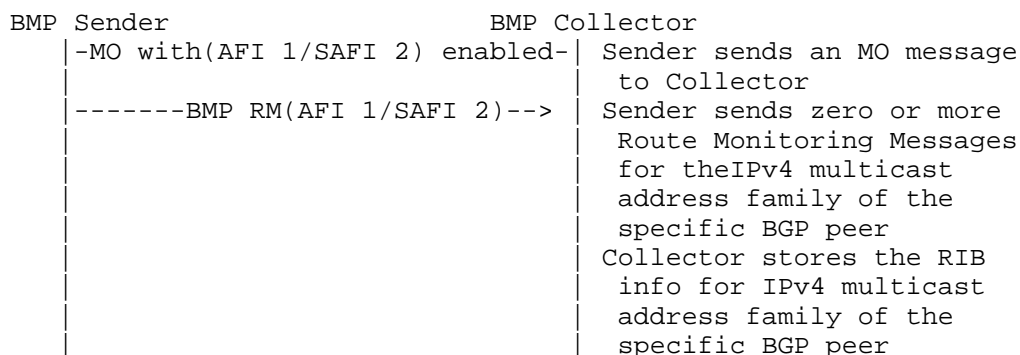 BMP Sender                       BMP Collector
   |-MO with(AFI 1/SAFI 2) enabled-| Sender sends an MO message
   |                               |  to Collector
   |-------BMP RM(AFI 1/SAFI 2)--> | Sender sends zero or more
   |                               |  Route Monitoring Messages
   |                               |  for theIPv4 multicast
   |                               |  address family of the
   |                               |  specific BGP peer
   |                               | Collector stores the RIB
   |                               |  info for IPv4 multicast
   |                               |  address family of the
   |                               |  specific BGP peer